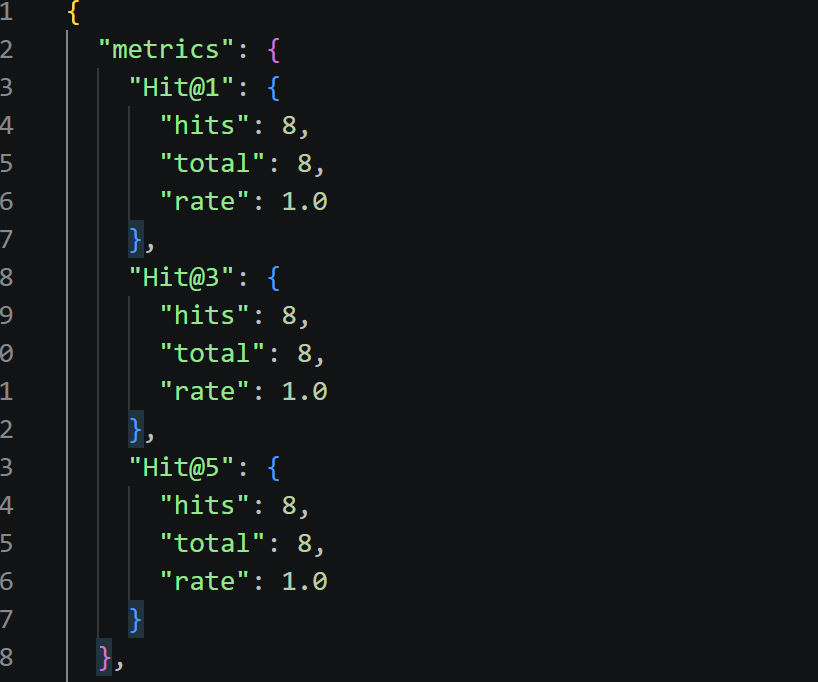 1 {
2 "metrics": {
3 "Hit@1": {
4 "hits": 8,
5 "total": 8,
6 "rate": 1.0
7 },
8 "Hit@3": {
9 "hits": 8,
0 "total": 8,
1 "rate": 1.0
2 },
3 "Hit@5": {
4 "hits": 8,
5 "total": 8,
6 "rate": 1.0
7 }
8 },